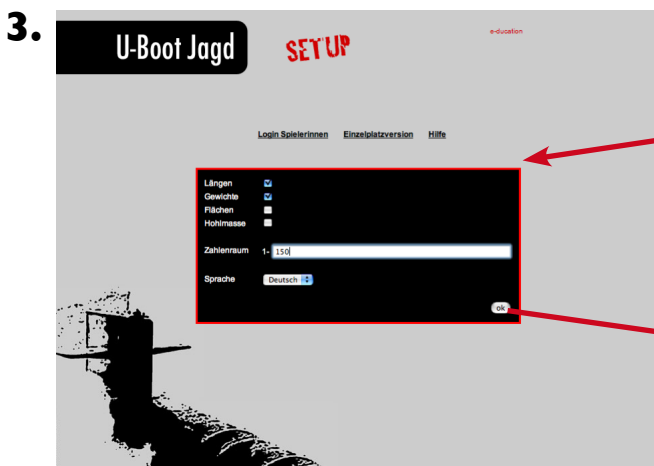 3.
U-Boot Jagd
SETUP
e-ducation
Login Spielerinnen Einzelplatzversion Hilfe
Längen
Gewichte
Flächen
Hohlmasse
Zahlenraum 1- 150
Sprache Deutsch
ok